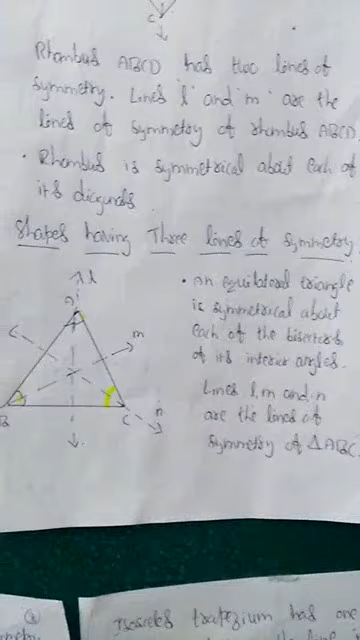 C
Rhombus ABCD has two lines of
symmetry. Lines 'l' and 'm' are the
lines of symmetry of rhombus ABCD
• Rhombus is symmetrical about each of
its diagonals
Shapes having Three lines of symmetry
l
A
m
B
C
n
• An equilateral triangle
is symmetrical about
each of the bisectors
of its interior angles.
Lines l, m and n
are the lines of
symmetry of ΔABC.
Isosceles trapezium has one